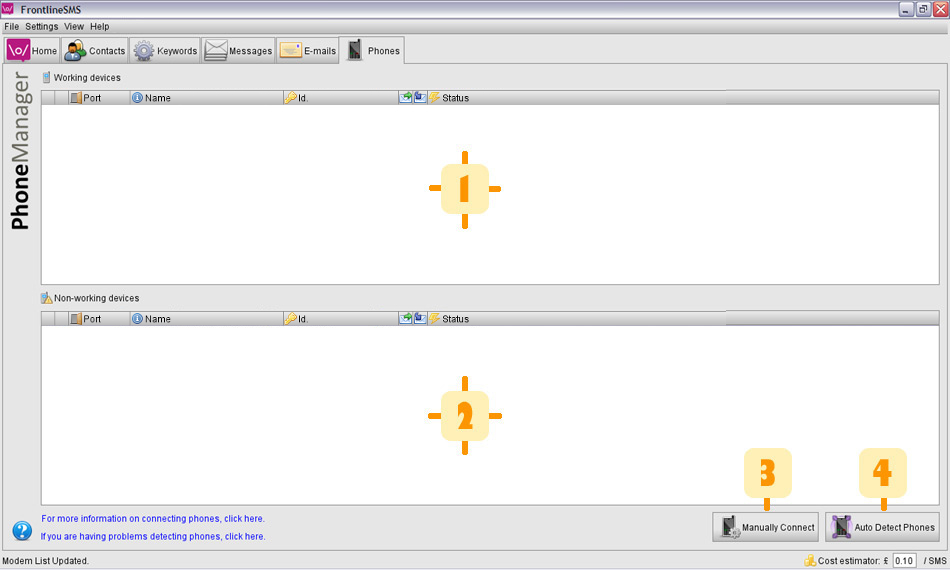 FrontlineSMS
File Settings View Help
\o/ Home Contacts Keywords Messages E-mails Phones
PhoneManager
Working devices
Port Name Id. Status
1
Non-working devices
Port Name Id. Status
2
3 4
For more information on connecting phones, click here.
If you are having problems detecting phones, click here.
Manually Connect Auto Detect Phones
Modem List Updated. Cost estimator: £ 0.10 / SMS